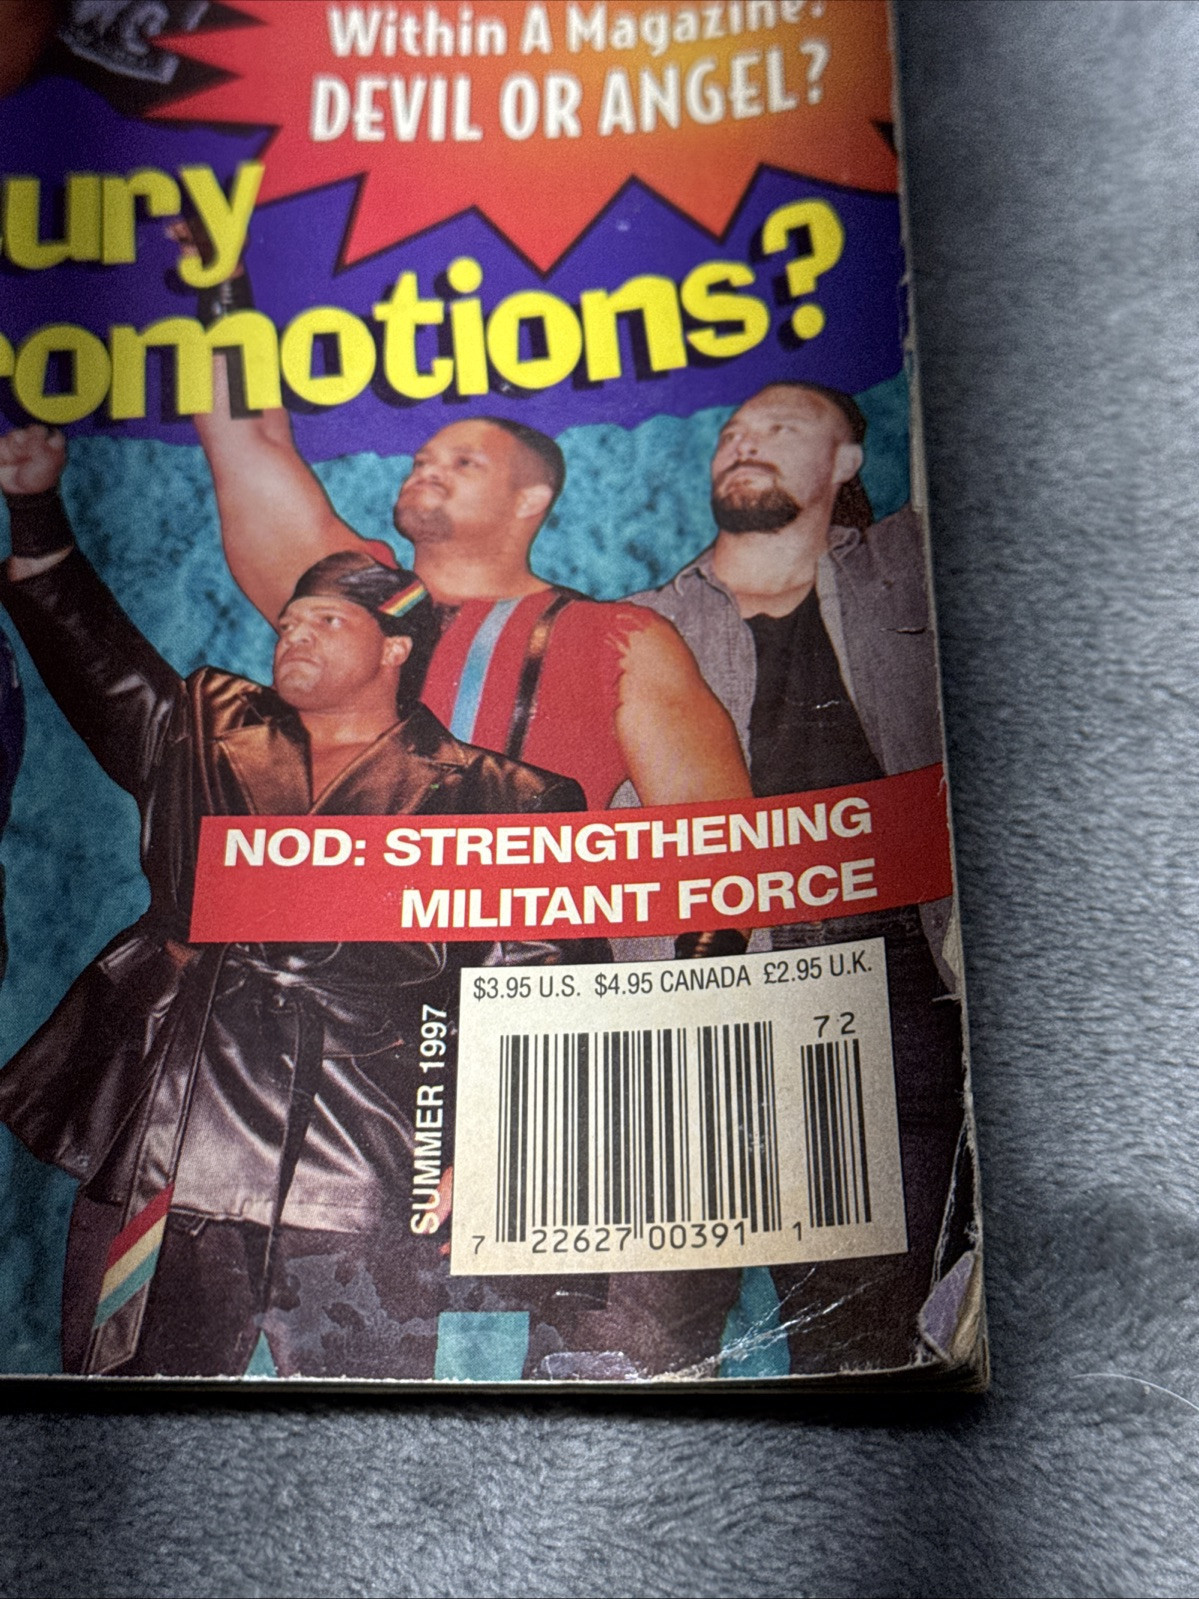 Within A Magazine:
DEVIL OR ANGEL?
ury
omotions?
NOD: STRENGTHENING
MILITANT FORCE
$3.95 U.S. $4.95 CANADA £2.95 U.K.
SUMMER 1997
72
7 22627 00391 1